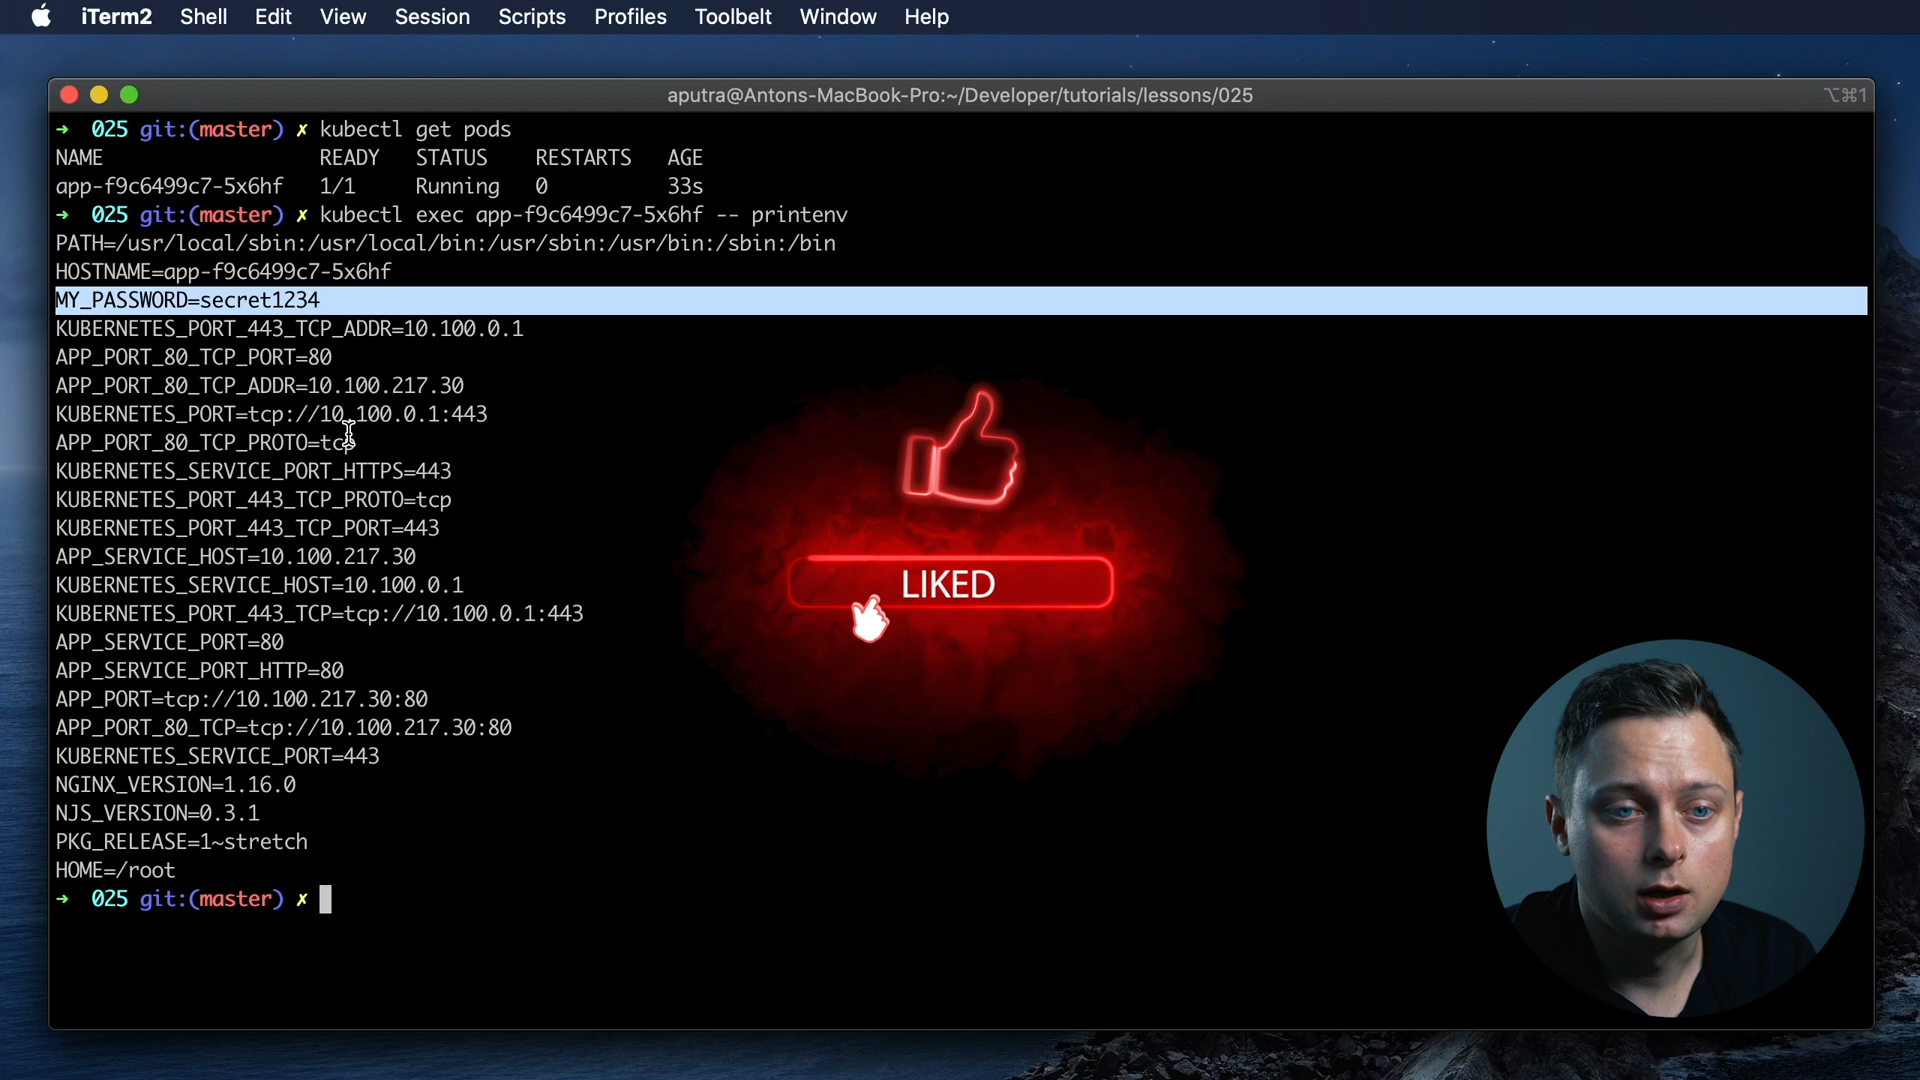 iTerm2 Shell Edit View Session Scripts Profiles Toolbelt Window Help
aputra@Antons-MacBook-Pro:~/Developer/tutorials/lessons/025 ⌥⌘1
➜ 025 git:(master) ✗ kubectl get pods
NAME READY STATUS RESTARTS AGE
app-f9c6499c7-5x6hf 1/1 Running 0 33s
➜ 025 git:(master) ✗ kubectl exec app-f9c6499c7-5x6hf -- printenv
PATH=/usr/local/sbin:/usr/local/bin:/usr/sbin:/usr/bin:/sbin:/bin
HOSTNAME=app-f9c6499c7-5x6hf
MY_PASSWORD=secret1234
KUBERNETES_PORT_443_TCP_ADDR=10.100.0.1
APP_PORT_80_TCP_PORT=80
APP_PORT_80_TCP_ADDR=10.100.217.30
KUBERNETES_PORT=tcp://10.100.0.1:443
APP_PORT_80_TCP_PROTO=tcp
KUBERNETES_SERVICE_PORT_HTTPS=443
KUBERNETES_PORT_443_TCP_PROTO=tcp
KUBERNETES_PORT_443_TCP_PORT=443
APP_SERVICE_HOST=10.100.217.30
KUBERNETES_SERVICE_HOST=10.100.0.1
KUBERNETES_PORT_443_TCP=tcp://10.100.0.1:443
APP_SERVICE_PORT=80
APP_SERVICE_PORT_HTTP=80
APP_PORT=tcp://10.100.217.30:80
APP_PORT_80_TCP=tcp://10.100.217.30:80
KUBERNETES_SERVICE_PORT=443
NGINX_VERSION=1.16.0
NJS_VERSION=0.3.1
PKG_RELEASE=1~stretch
HOME=/root
➜ 025 git:(master) ✗
LIKED